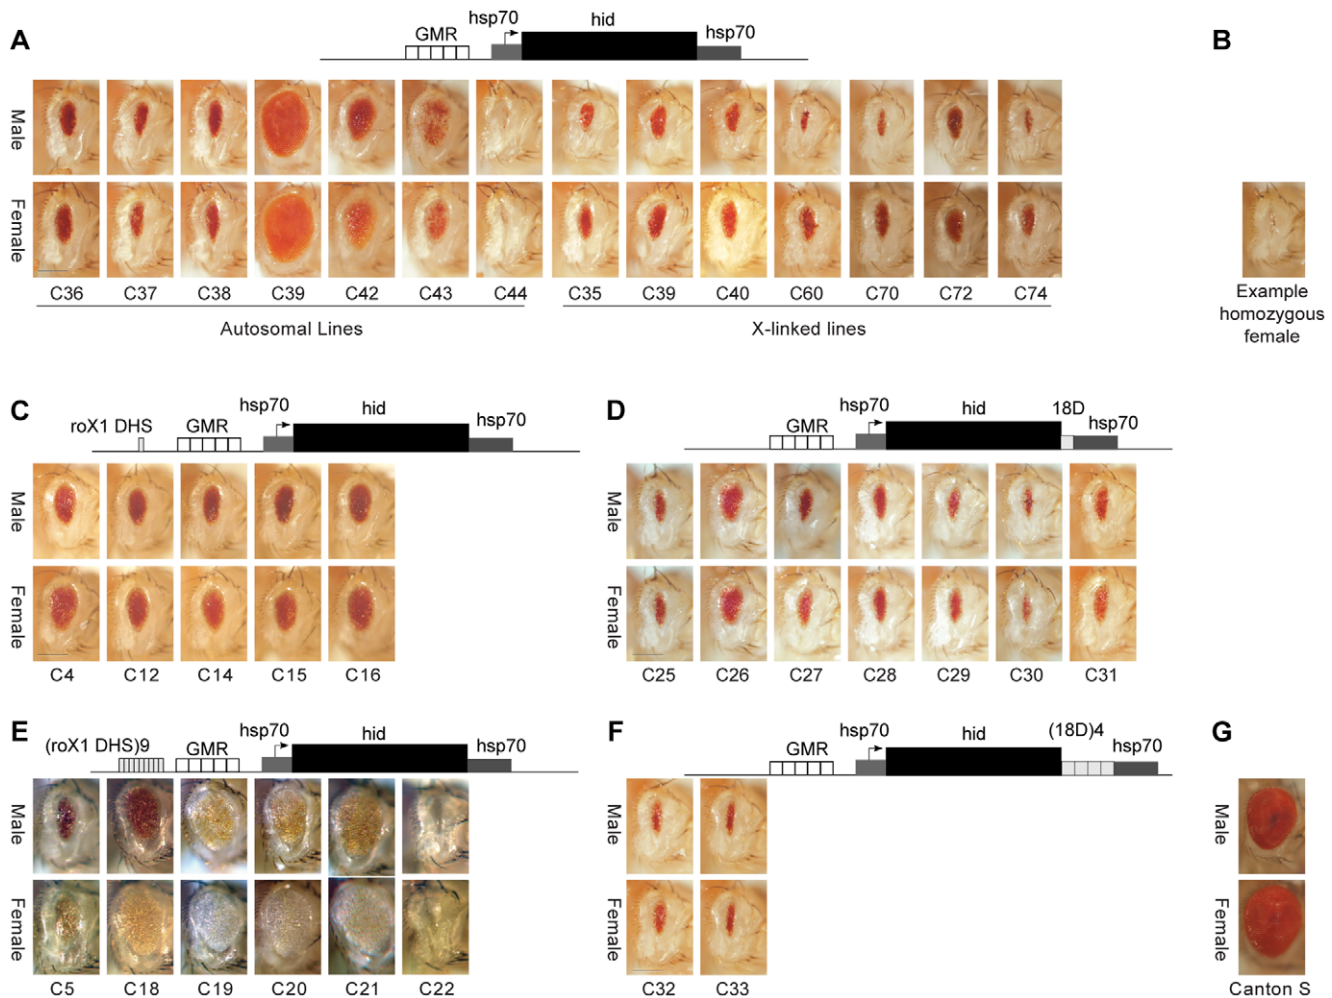 A
hsp70
hid
GMR
hsp70
Male
Female
C36 C37 C38 C39 C42 C43 C44 C35 C39 C40 C60 C70 C72 C74
Autosomal Lines
X-linked lines
B
Example
homozygous
female
C
roX1 DHS
GMR
hsp70
hid
hsp70
Male
Female
C4 C12 C14 C15 C16
D
GMR
hsp70
hid
18D
hsp70
Male
Female
C25 C26 C27 C28 C29 C30 C31
E
(roX1 DHS)9
GMR
hsp70
hid
hsp70
Male
Female
C5 C18 C19 C20 C21 C22
F
GMR
hsp70
hid
(18D)4
hsp70
Male
Female
C32 C33
G
Male
Female
Canton S